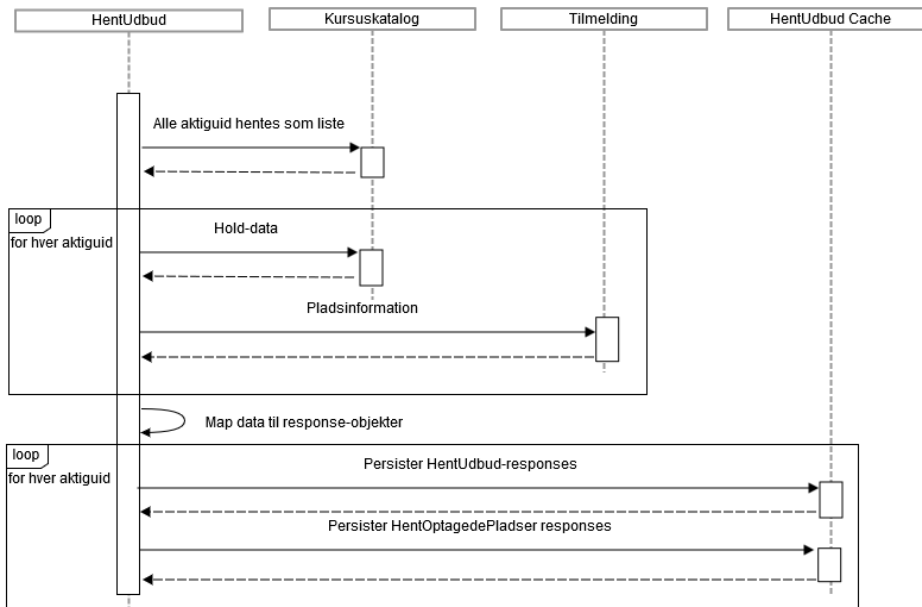 HentUdbud
Kursuskatalog
Tilmelding
HentUdbud Cache
Alle aktiguid hentes som liste
loop
for hver aktiguid
Hold-data
Pladsinformation
Map data til response-objekter
loop
for hver aktiguid
Persister HentUdbud-responses
Persister HentOptagedePladser responses